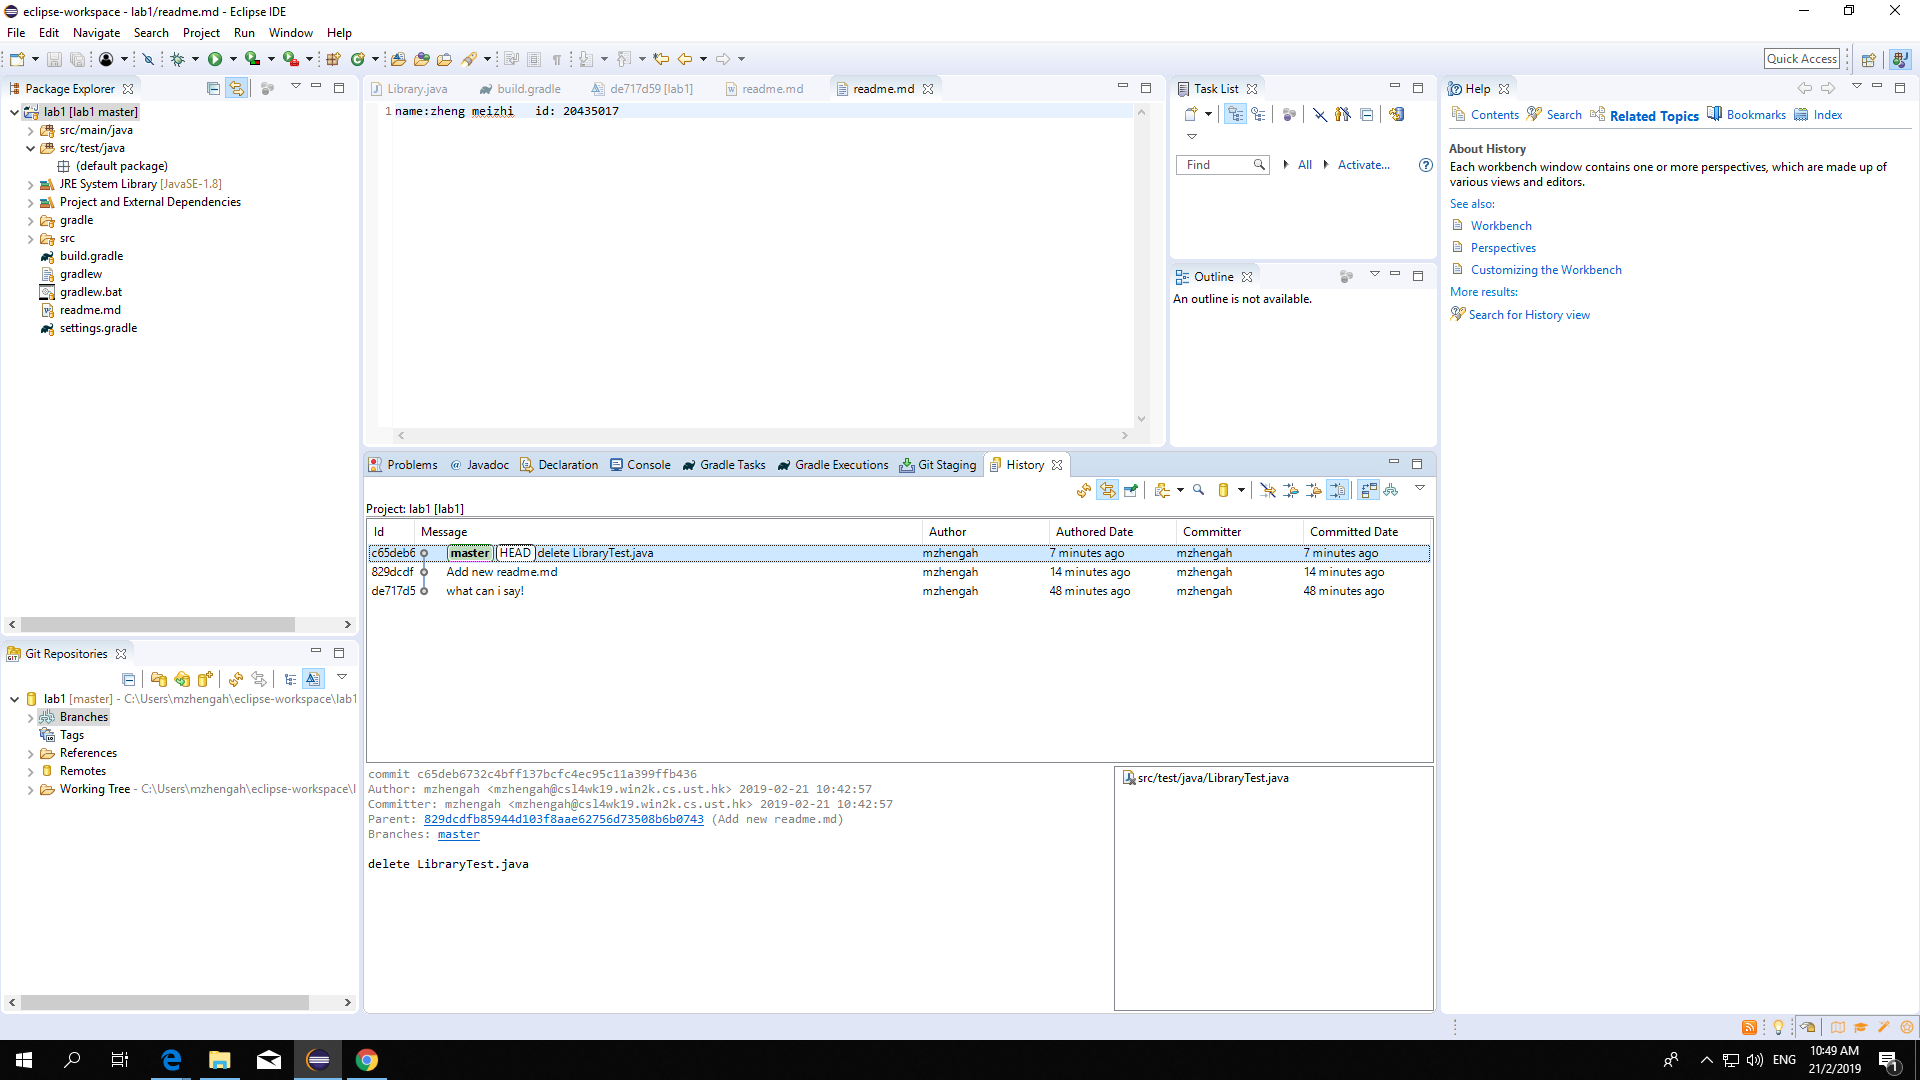 eclipse-workspace - lab1/readme.md - Eclipse IDE
File Edit Navigate Search Project Run Window Help
Quick Access
Package Explorer
lab1 [lab1 master]
src/main/java
src/test/java
(default package)
JRE System Library [JavaSE-1.8]
Project and External Dependencies
gradle
src
build.gradle
gradlew
gradlew.bat
readme.md
settings.gradle
Git Repositories
lab1 [master] - C:\Users\mzhengah\eclipse-workspace\lab1
Branches
Tags
References
Remotes
Working Tree - C:\Users\mzhengah\eclipse-workspace\l
Library.java build.gradle de717d59 [lab1] readme.md readme.md
1 name:zheng meizhi id: 20435017
Task List
Find All Activate...
Outline
An outline is not available.
Problems Javadoc Declaration Console Gradle Tasks Gradle Executions Git Staging History
Project: lab1 [lab1]
Id Message Author Authored Date Committer Committed Date
c65deb6 master HEAD delete LibraryTest.java mzhengah 7 minutes ago mzhengah 7 minutes ago
829dcdf Add new readme.md mzhengah 14 minutes ago mzhengah 14 minutes ago
de717d5 what can i say! mzhengah 48 minutes ago mzhengah 48 minutes ago
commit c65deb6732c4bff137bcfc4ec95c11a399ffb436
Author: mzhengah <mzhengah@csl4wk19.win2k.cs.ust.hk> 2019-02-21 10:42:57
Committer: mzhengah <mzhengah@csl4wk19.win2k.cs.ust.hk> 2019-02-21 10:42:57
Parent: 829dcdfb85944d103f8aae62756d73508b6b0743 (Add new readme.md)
Branches: master
delete LibraryTest.java
src/test/java/LibraryTest.java
Help
Contents Search Related Topics Bookmarks Index
About History
Each workbench window contains one or more perspectives, which are made up of
various views and editors.
See also:
Workbench
Perspectives
Customizing the Workbench
More results:
Search for History view
ENG
10:49 AM
21/2/2019
1